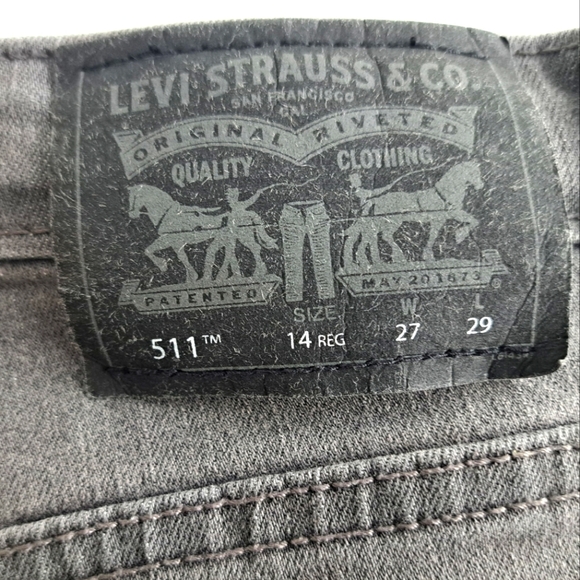 LEVI STRAUSS & CO.
SAN FRANCISCO
CAL
ORIGINAL RIVETED
QUALITY CLOTHING
PATENTED MAY 20 1873
SIZE W L
511™ 14 REG 27 29